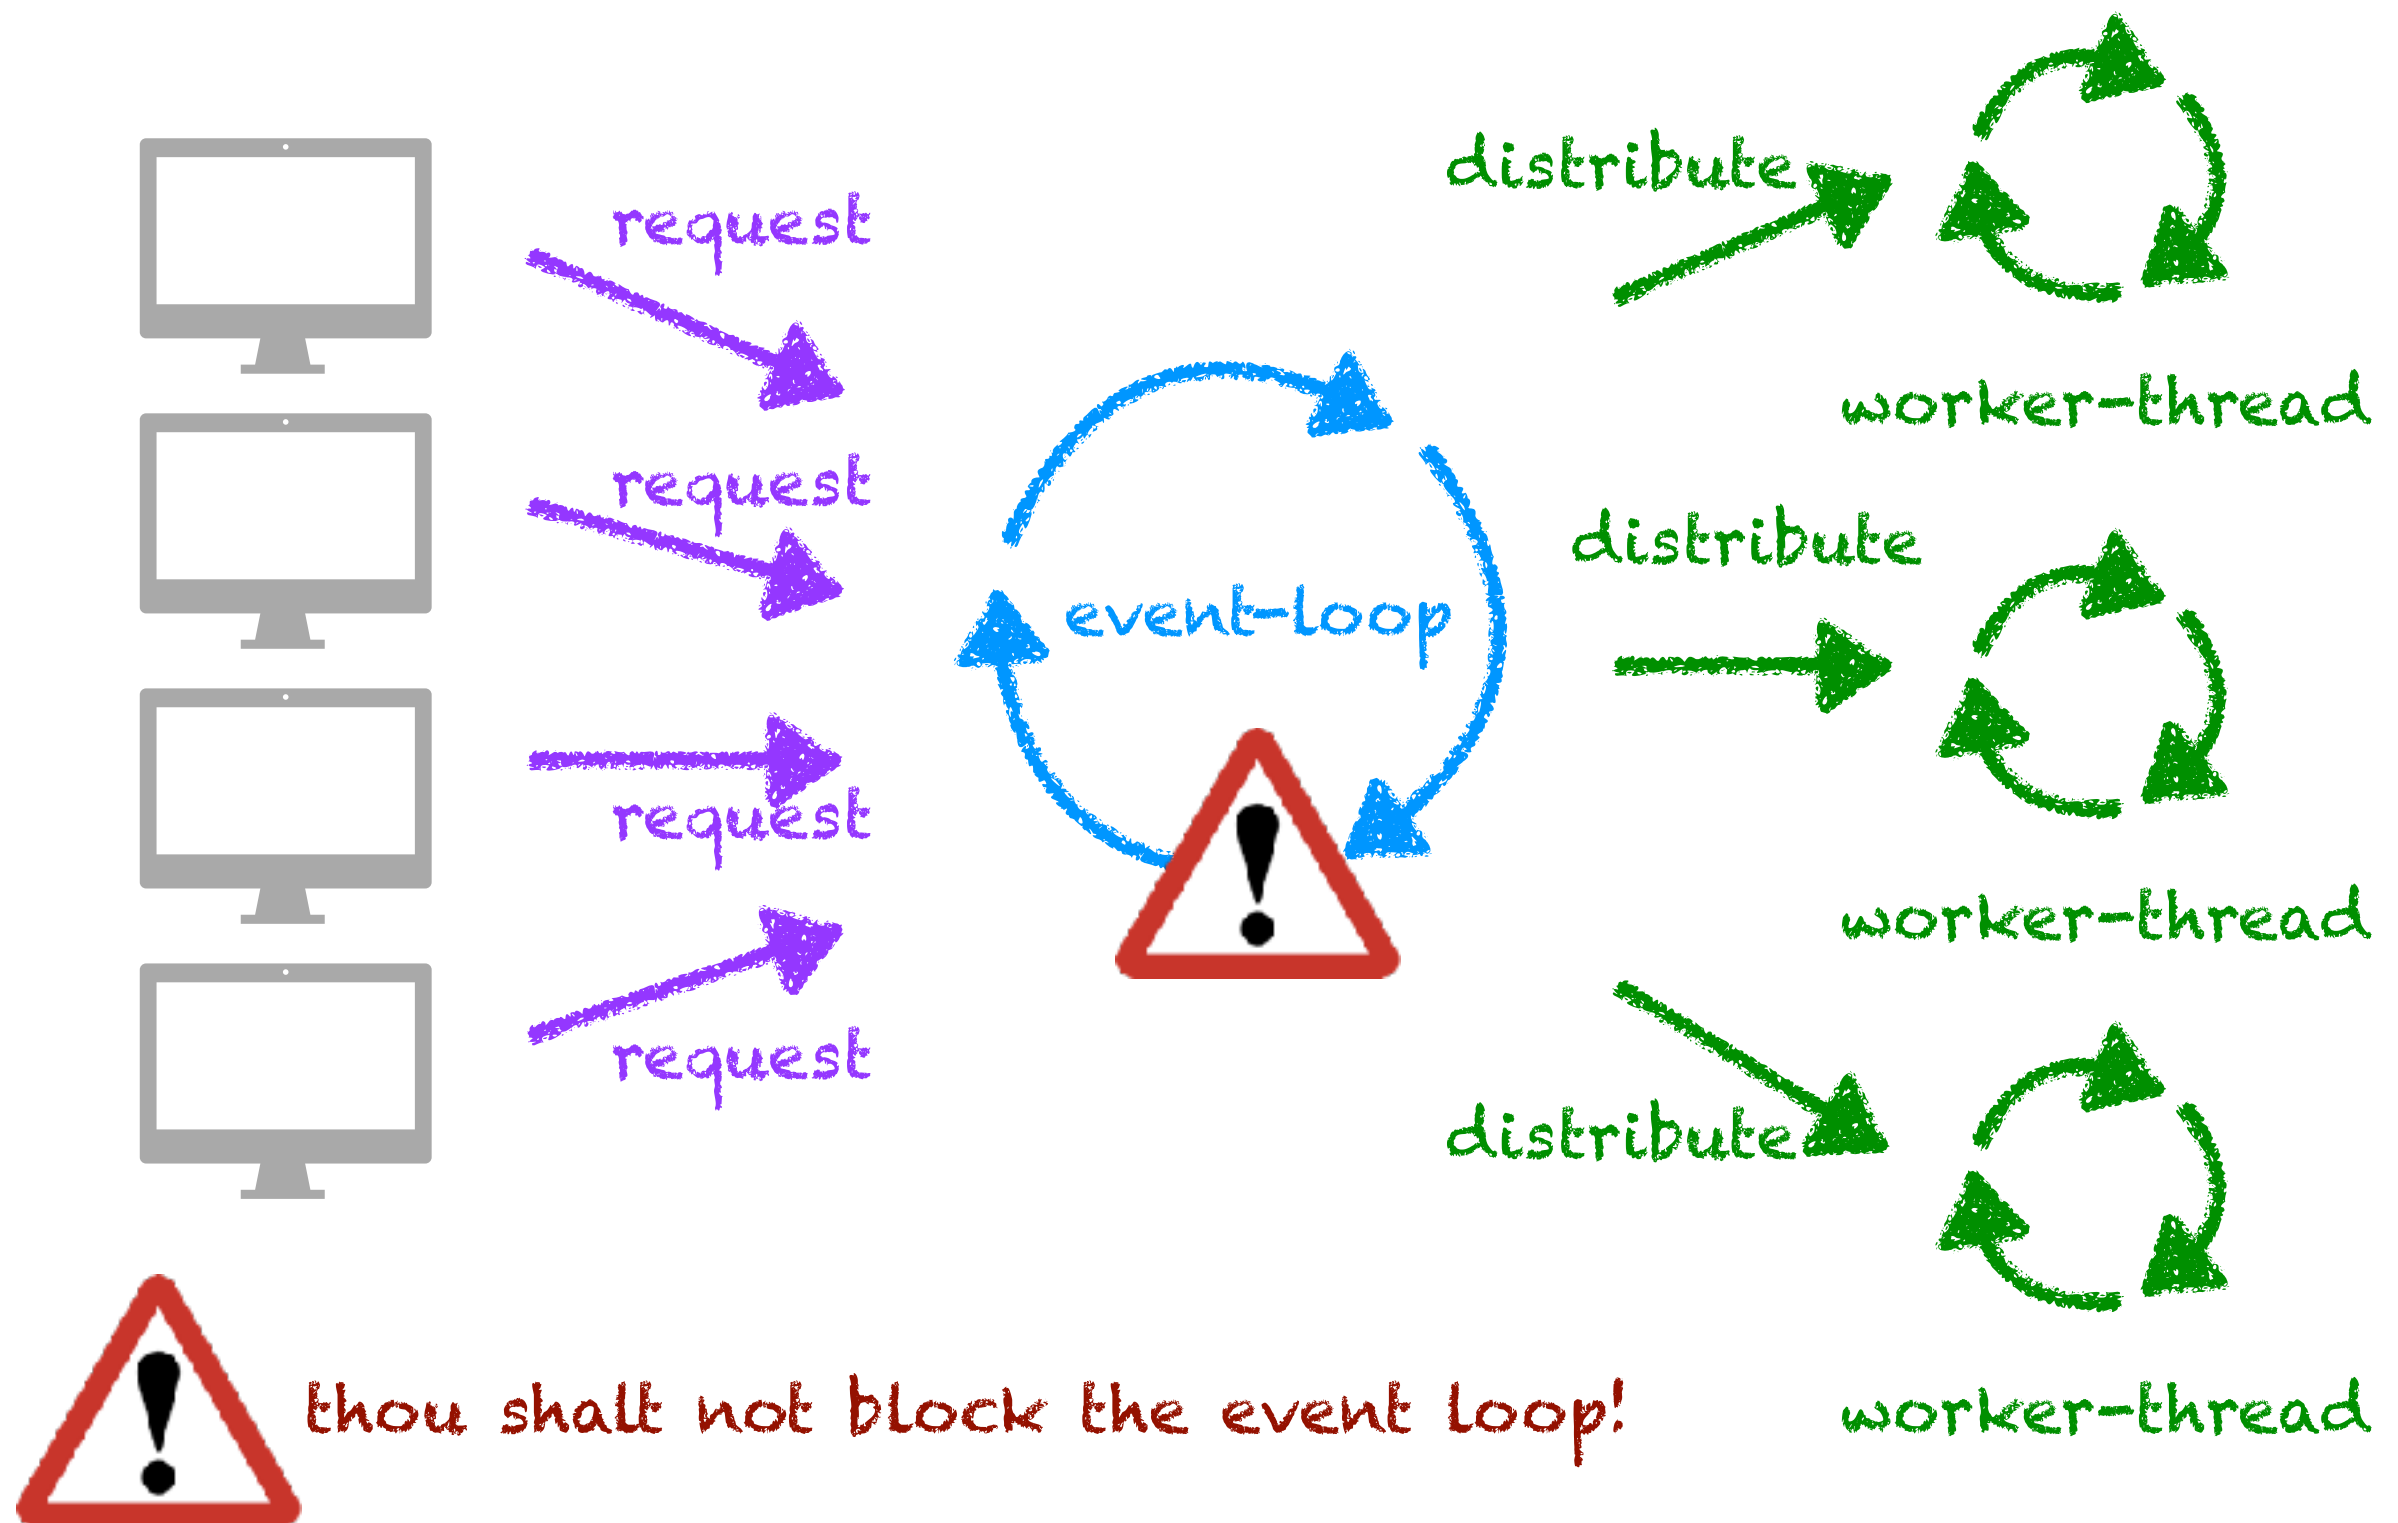 distribute
request
worker-thread
request
distribute
event-loop
request
worker-thread
request
distribute
thou shalt not block the event loop!
worker-thread